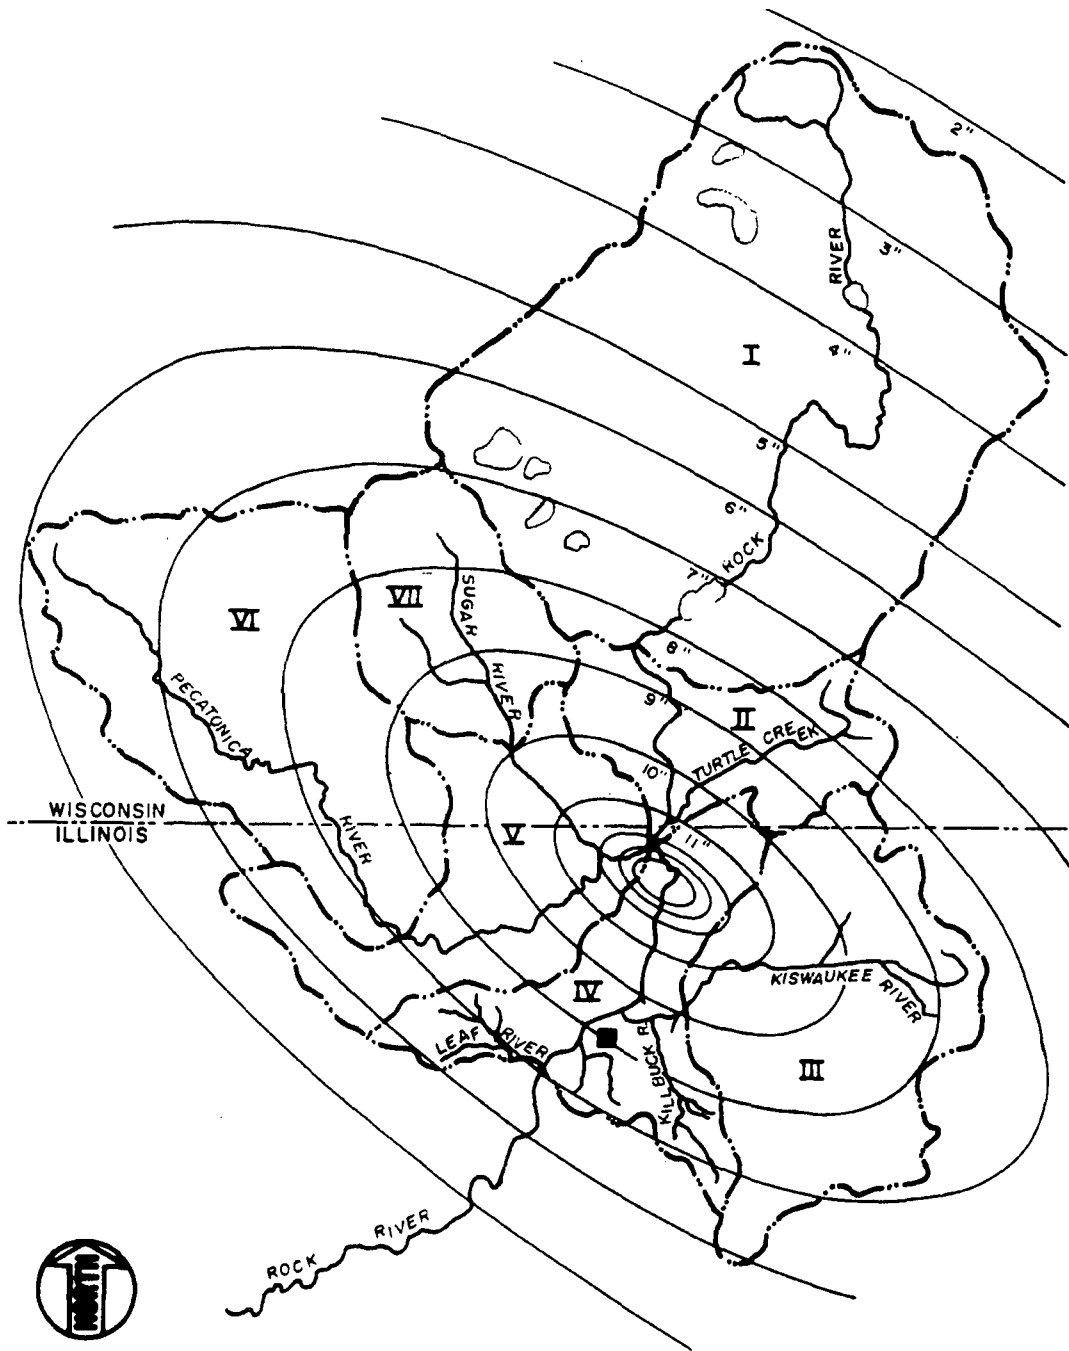 2"
3"
RIVER
I
4"
5"
6"
ROCK
7"
VII
SUGAR
VI
8"
RIVER
PECATONICA
9"
II
TURTLE CREEK
10"
WISCONSIN
ILLINOIS
RIVER
V
11"
KISWAUKEE RIVER
IV
LEAF RIVER
KILLBUCK R.
III
ROCK RIVER
NORTH